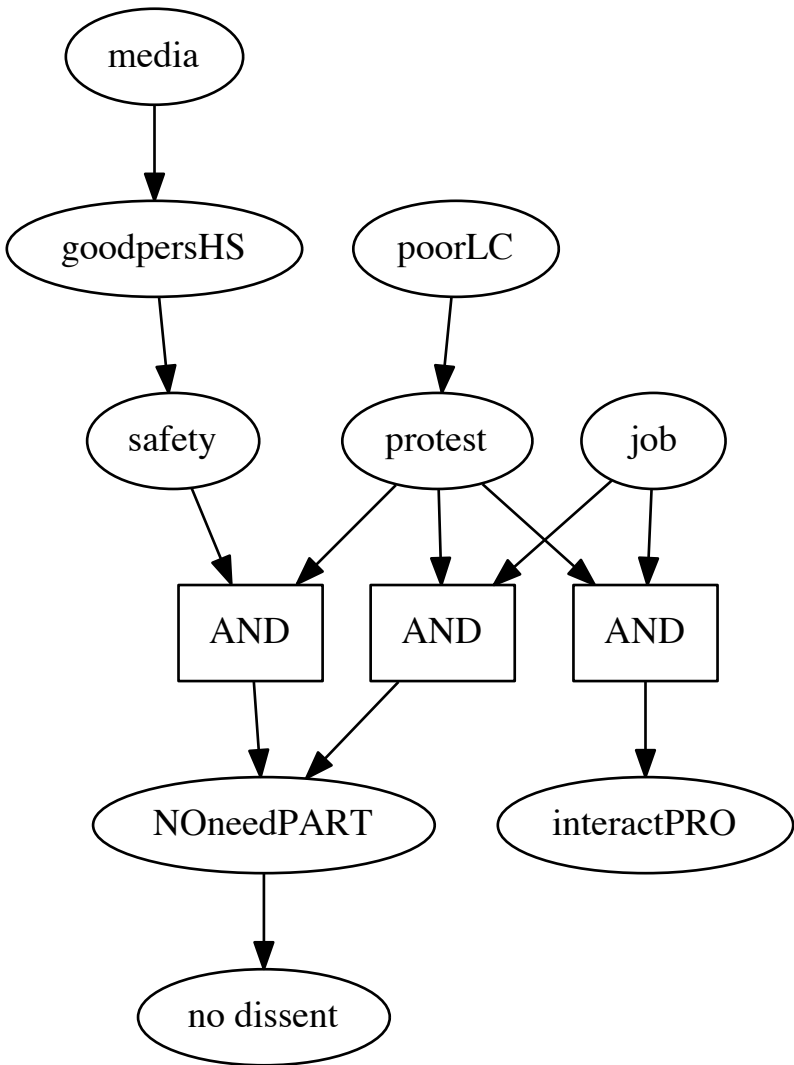 media
goodpersHS
poorLC
safety
protest
job
AND
AND
AND
NOneedPART
interactPRO
no dissent